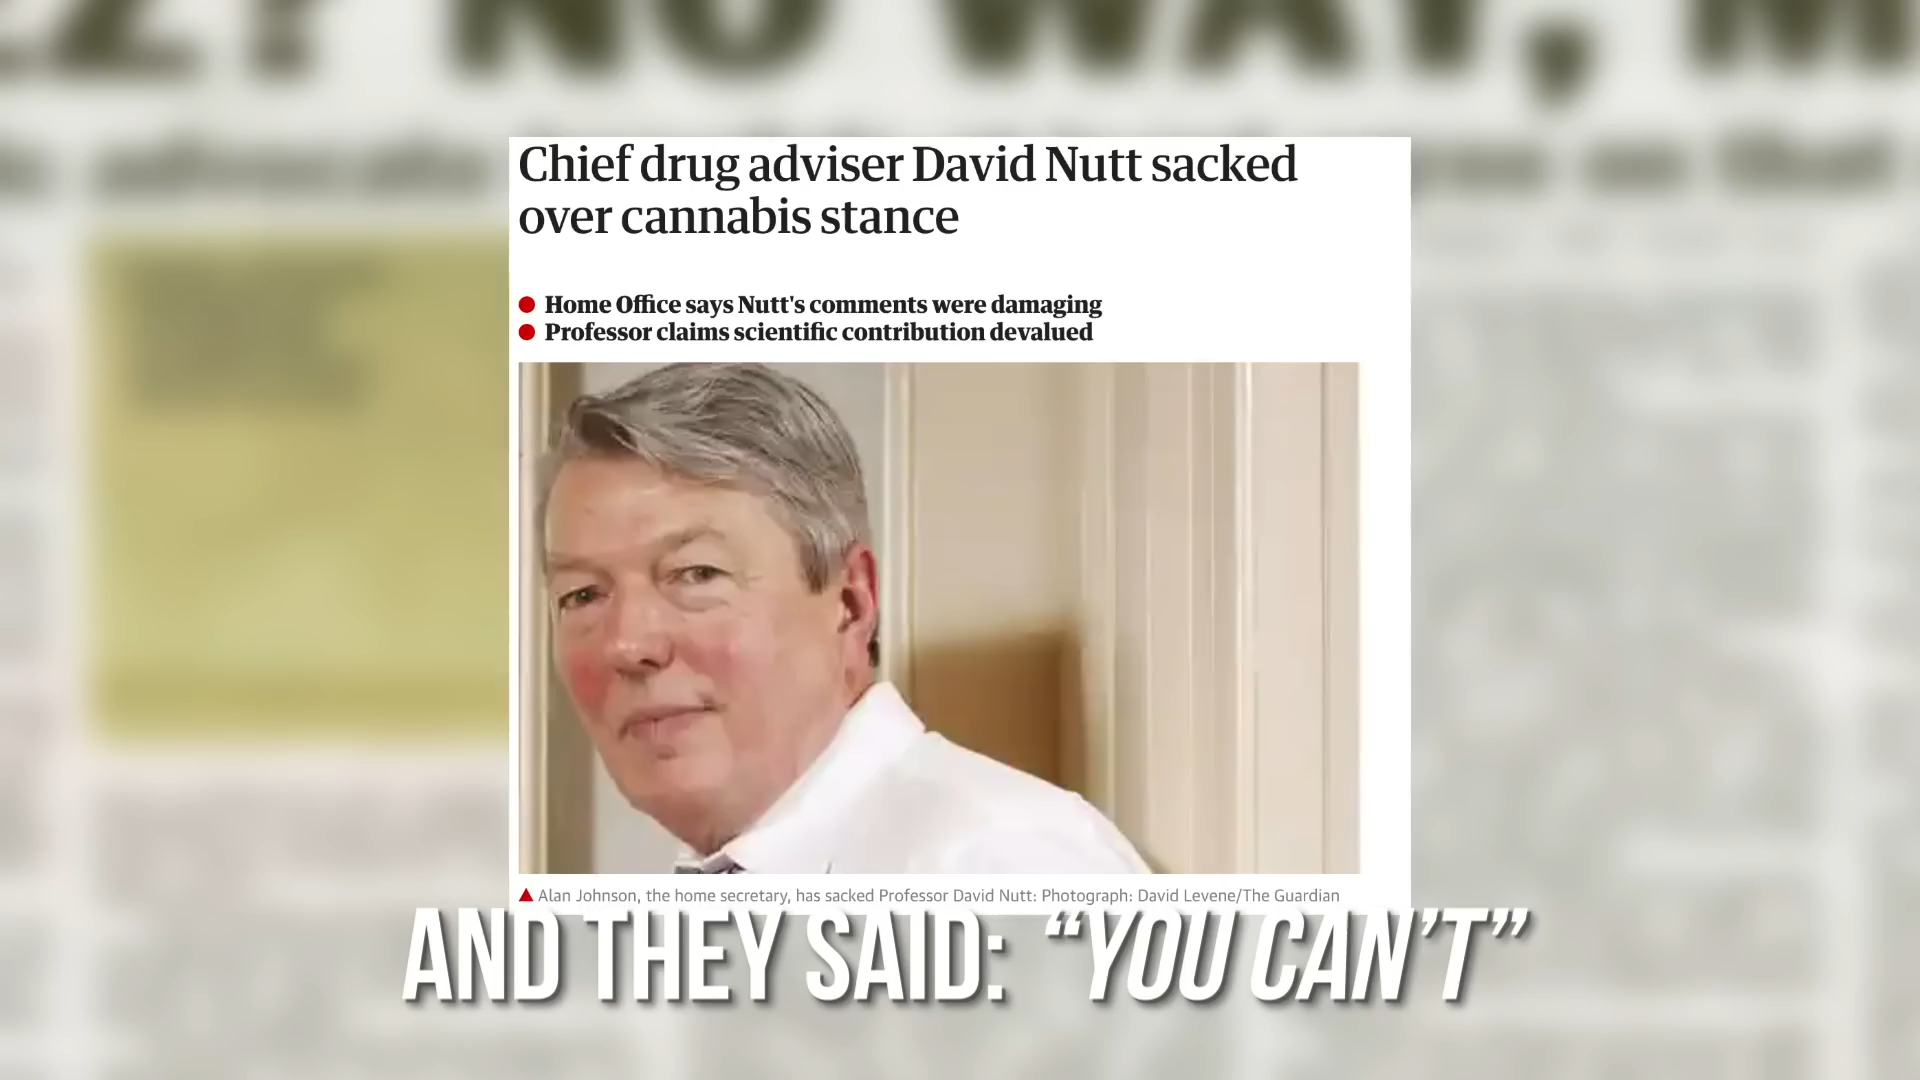 Z? NO WAY, M
Chief drug adviser David Nutt sacked
over cannabis stance
Home Office says Nutt's comments were damaging
Professor claims scientific contribution devalued
Alan Johnson, the home secretary, has sacked Professor David Nutt: Photograph: David Levene/The Guardian
AND THEY SAID: “YOU CAN’T”